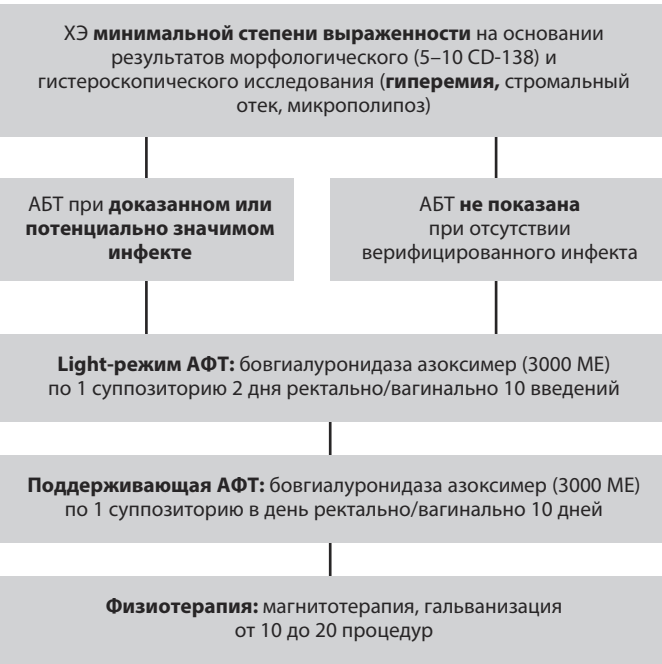 ХЭ минимальной степени выраженности на основании
результатов морфологического (5–10 CD-138) и
гистероскопического исследования (гиперемия, стромальный
отек, микрополипоз)
АБТ при доказанном или
потенциально значимом
инфекте
АБТ не показана
при отсутствии
верифицированного инфекта
Light-режим АФТ: бовгиалуронидаза азоксимер (3000 МЕ)
по 1 суппозиторию 2 дня ректально/вагинально 10 введений
Поддерживающая АФТ: бовгиалуронидаза азоксимер (3000 МЕ)
по 1 суппозиторию в день ректально/вагинально 10 дней
Физиотерапия: магнитотерапия, гальванизация
от 10 до 20 процедур